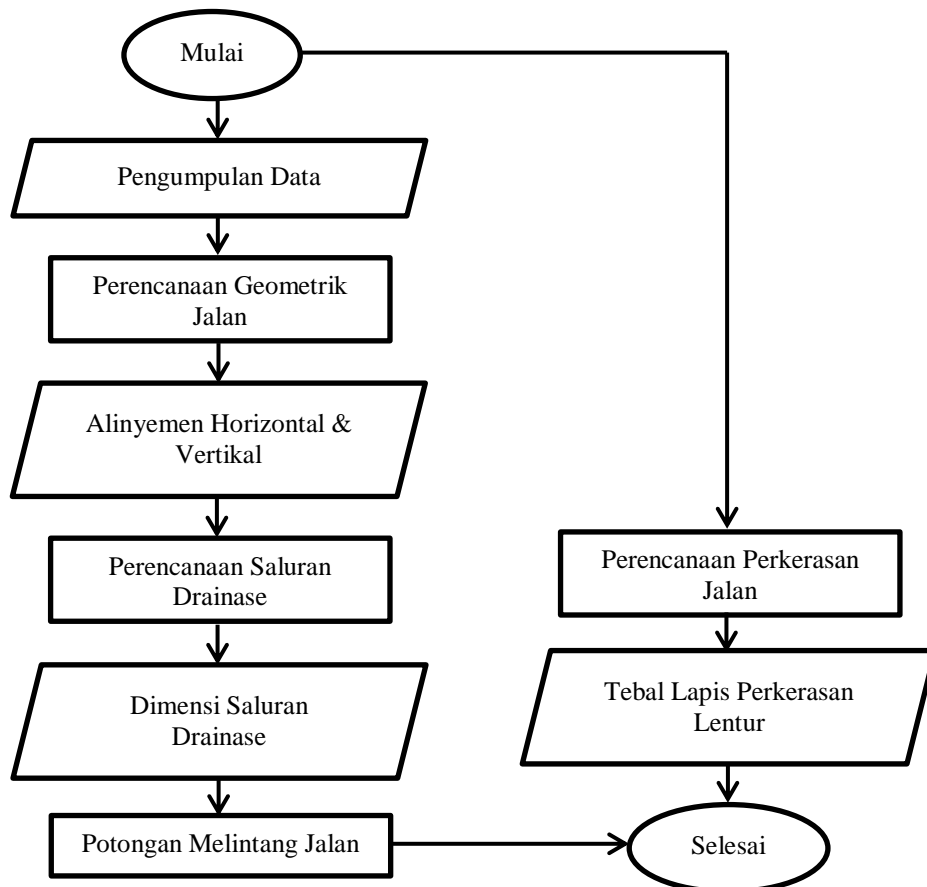 Mulai
Pengumpulan Data
Perencanaan Geometrik
Jalan
Alinyemen Horizontal &
Vertikal
Perencanaan Saluran
Drainase
Dimensi Saluran
Drainase
Potongan Melintang Jalan
Perencanaan Perkerasan
Jalan
Tebal Lapis Perkerasan
Lentur
Selesai